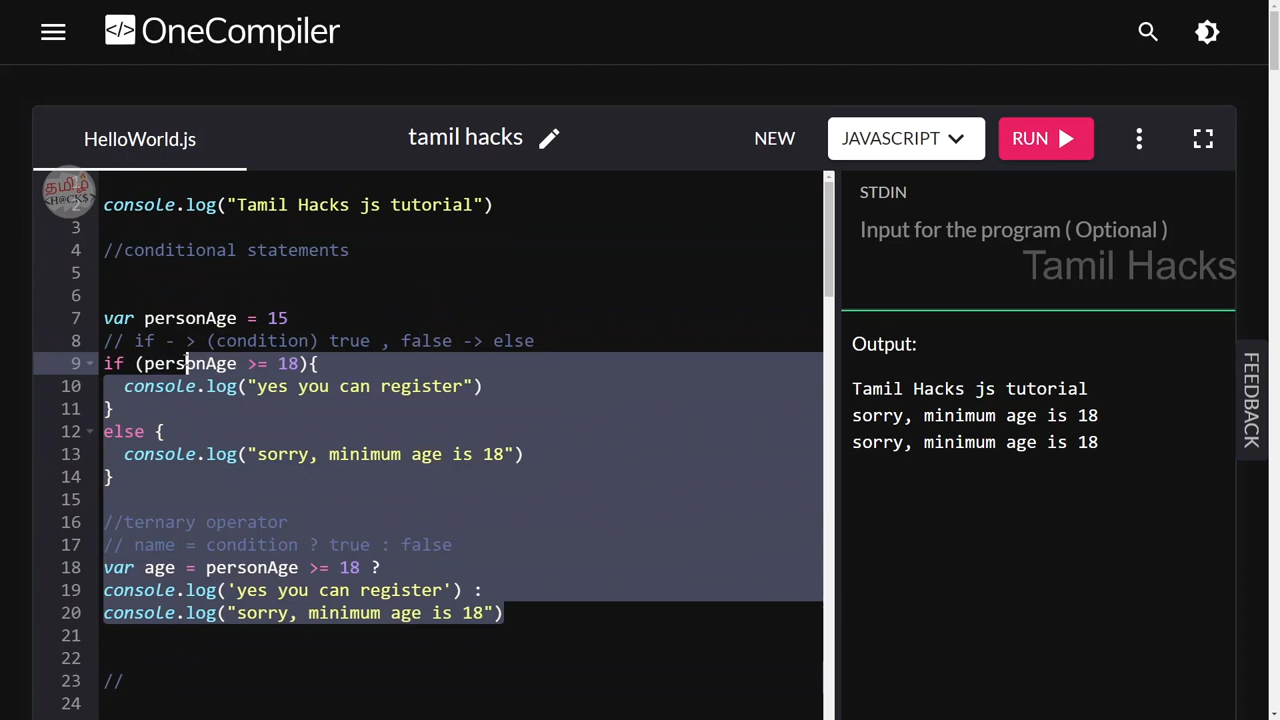 </> OneCompiler
HelloWorld.js
tamil hacks
NEW
JAVASCRIPT
RUN
தமிழ்
<H@CK$>
2 console.log("Tamil Hacks js tutorial")
3
4 //conditional statements
5
6
7 var personAge = 15
8 // if - > (condition) true , false -> else
9 if (personAge >= 18){
10 console.log("yes you can register")
11 }
12 else {
13 console.log("sorry, minimum age is 18")
14 }
15
16 //ternary operator
17 // name = condition ? true : false
18 var age = personAge >= 18 ?
19 console.log('yes you can register') :
20 console.log("sorry, minimum age is 18")
21
22
23 //
24
STDIN
Input for the program ( Optional )
Tamil Hacks
Output:
Tamil Hacks js tutorial
sorry, minimum age is 18
sorry, minimum age is 18
FEEDBACK